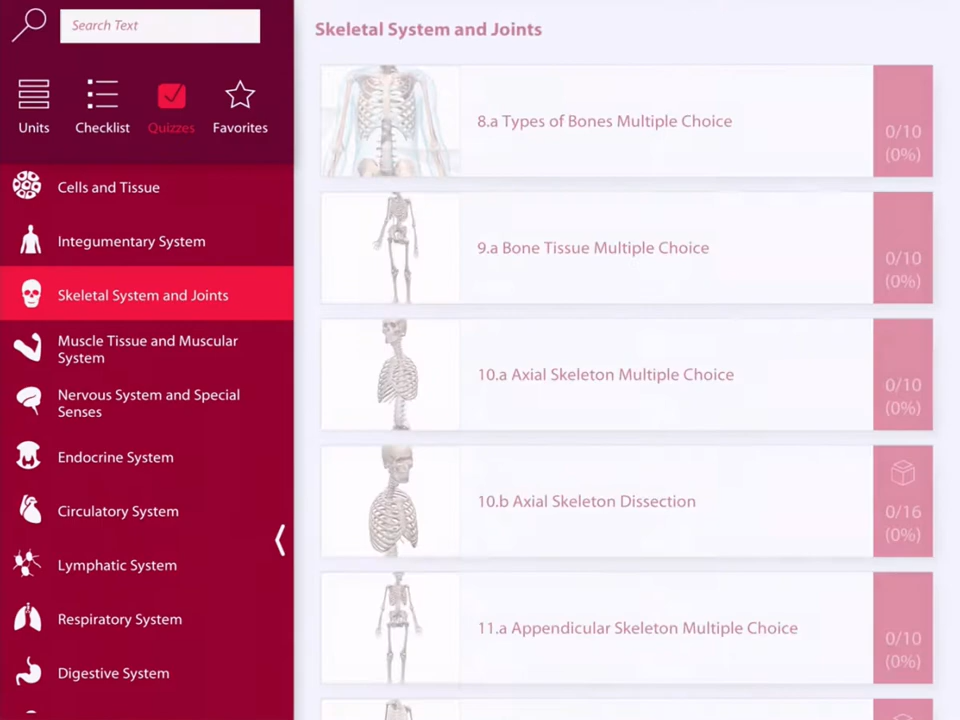 Search Text
Units
Checklist
Quizzes
Favorites
Cells and Tissue
Integumentary System
Skeletal System and Joints
Muscle Tissue and Muscular
System
Nervous System and Special
Senses
Endocrine System
Circulatory System
Lymphatic System
Respiratory System
Digestive System
Skeletal System and Joints
8.a Types of Bones Multiple Choice
0/10
(0%)
9.a Bone Tissue Multiple Choice
0/10
(0%)
10.a Axial Skeleton Multiple Choice
0/10
(0%)
10.b Axial Skeleton Dissection
0/16
(0%)
11.a Appendicular Skeleton Multiple Choice
0/10
(0%)